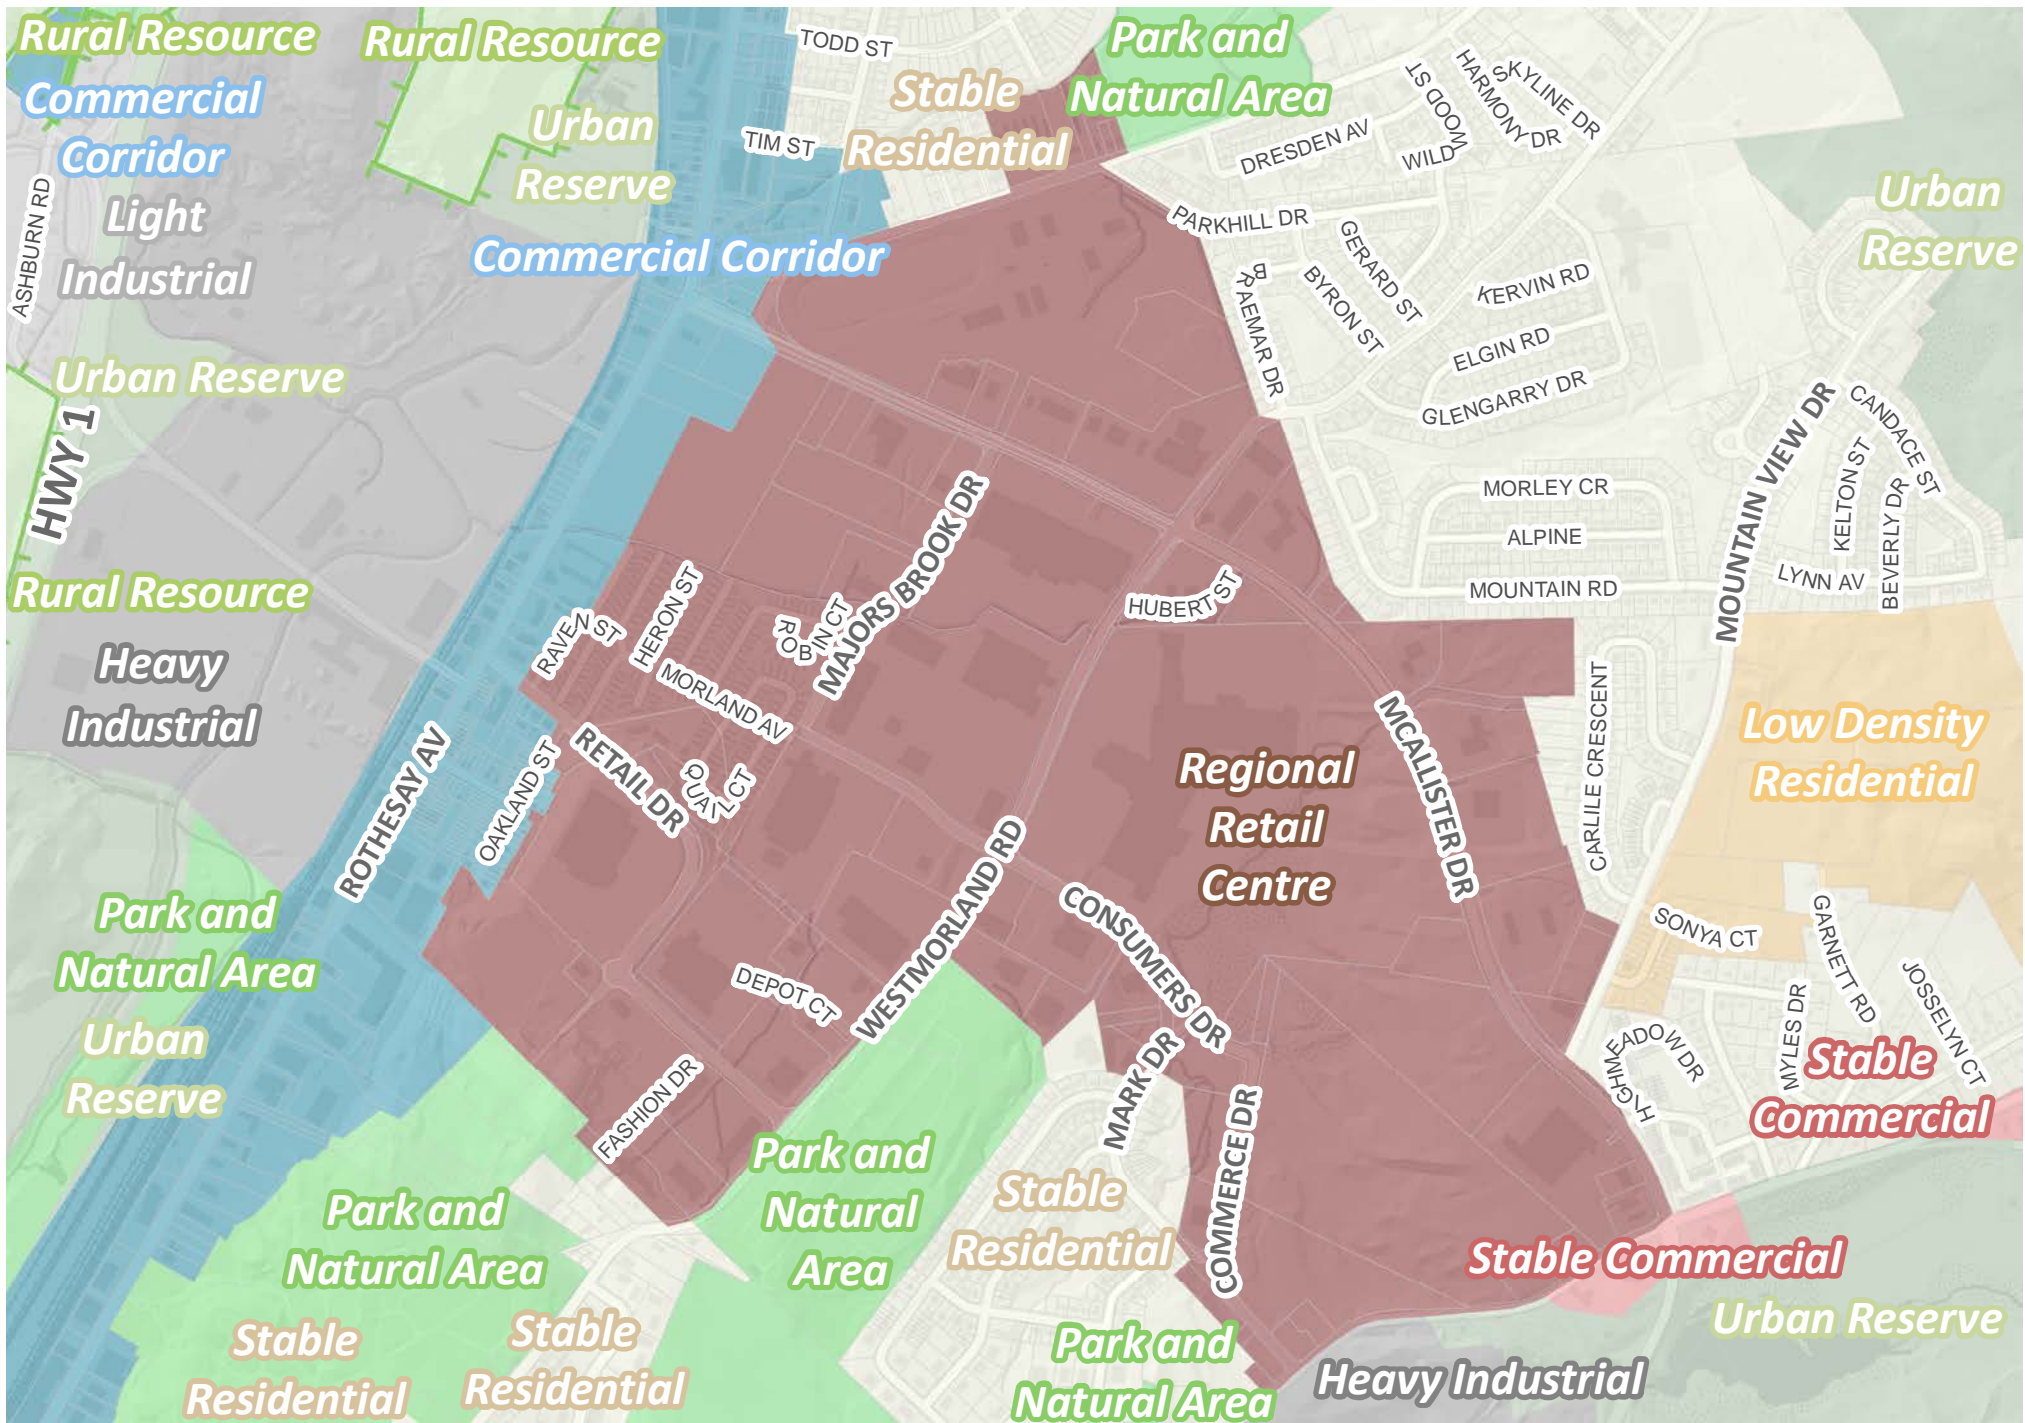 Rural Resource
Rural Resource
Park and
Natural Area
TODD ST
Stable
Residential
Commercial
Corridor
Urban
Reserve
TIM ST
WOOD ST
HARMONY DR
SKYLINE DR
DRESDEN AV
WILD
ASHBURN RD
Light
Industrial
Urban
Reserve
Commercial Corridor
PARKHILL DR
GERARD ST
BYRON ST
BRAEMAR DR
KERVIN RD
ELGIN RD
GLENGARRY DR
Urban Reserve
HWY 1
MOUNTAIN VIEW DR
CANDACE ST
KELTON ST
BEVERLY DR
LYNN AV
MORLEY CR
ALPINE
MOUNTAIN RD
MAJORS BROOK DR
HUBERT ST
RAVEN ST
HERON ST
ROBIN CT
MORLAND AV
Rural Resource
Heavy
Industrial
ROTHESAY AV
OAKLAND ST
RETAIL DR
QUAIL CT
Regional
Retail
Centre
MCALLISTER DR
CARLILE CRESCENT
Low Density
Residential
WESTMORLAND RD
CONSUMERS DR
SONYA CT
GARNETT RD
JOSSELYN CT
MYLES DR
HIGHMEADOW DR
Park and
Natural Area
Urban
Reserve
DEPOT CT
FASHION DR
MARK DR
COMMERCE DR
Stable
Commercial
Park and
Natural
Area
Park and
Natural Area
Stable
Residential
Stable Commercial
Urban Reserve
Stable
Residential
Stable
Residential
Park and
Natural Area
Heavy Industrial